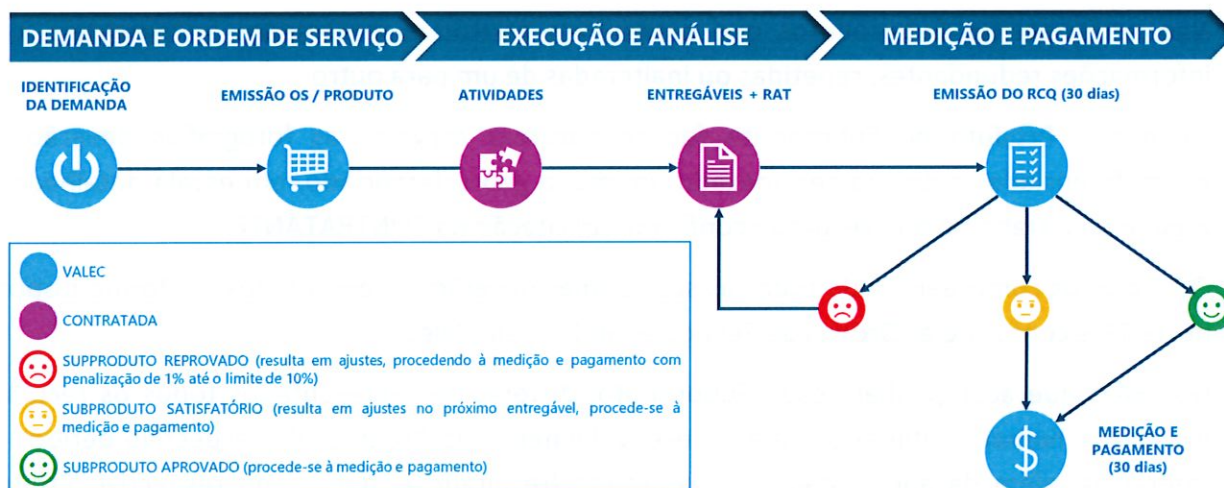 DEMANDA E ORDEM DE SERVIÇO
EXECUÇÃO E ANÁLISE
MEDIÇÃO E PAGAMENTO
IDENTIFICAÇÃO
DA DEMANDA
EMISSÃO OS / PRODUTO
ATIVIDADES
ENTREGÁVEIS + RAT
EMISSÃO DO RCQ (30 dias)
VALEC
CONTRATADA
SUPPRODUTO REPROVADO (resulta em ajustes, procedendo à medição e pagamento com
penalização de 1% até o limite de 10%)
SUBPRODUTO SATISFATÓRIO (resulta em ajustes no próximo entregável, procede-se à
medição e pagamento)
SUBPRODUTO APROVADO (procede-se à medição e pagamento)
$
MEDIÇÃO E
PAGAMENTO
(30 dias)